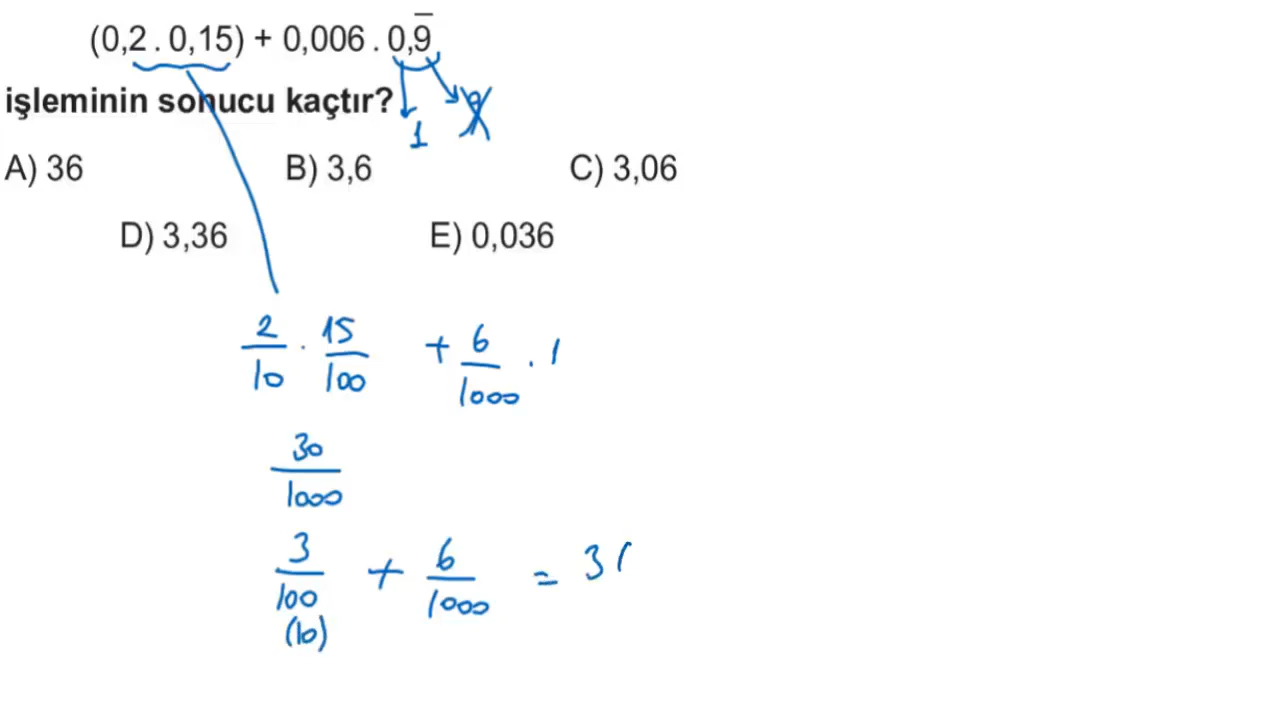 (0,2 . 0,15) + 0,006 . 0,9̅
işleminin sonucu kaçtır?
1
A) 36 B) 3,6 C) 3,06
D) 3,36 E) 0,036
2/10 . 15/100 + 6/1000 . 1
30/1000
3/100 + 6/1000 = 3
(10)